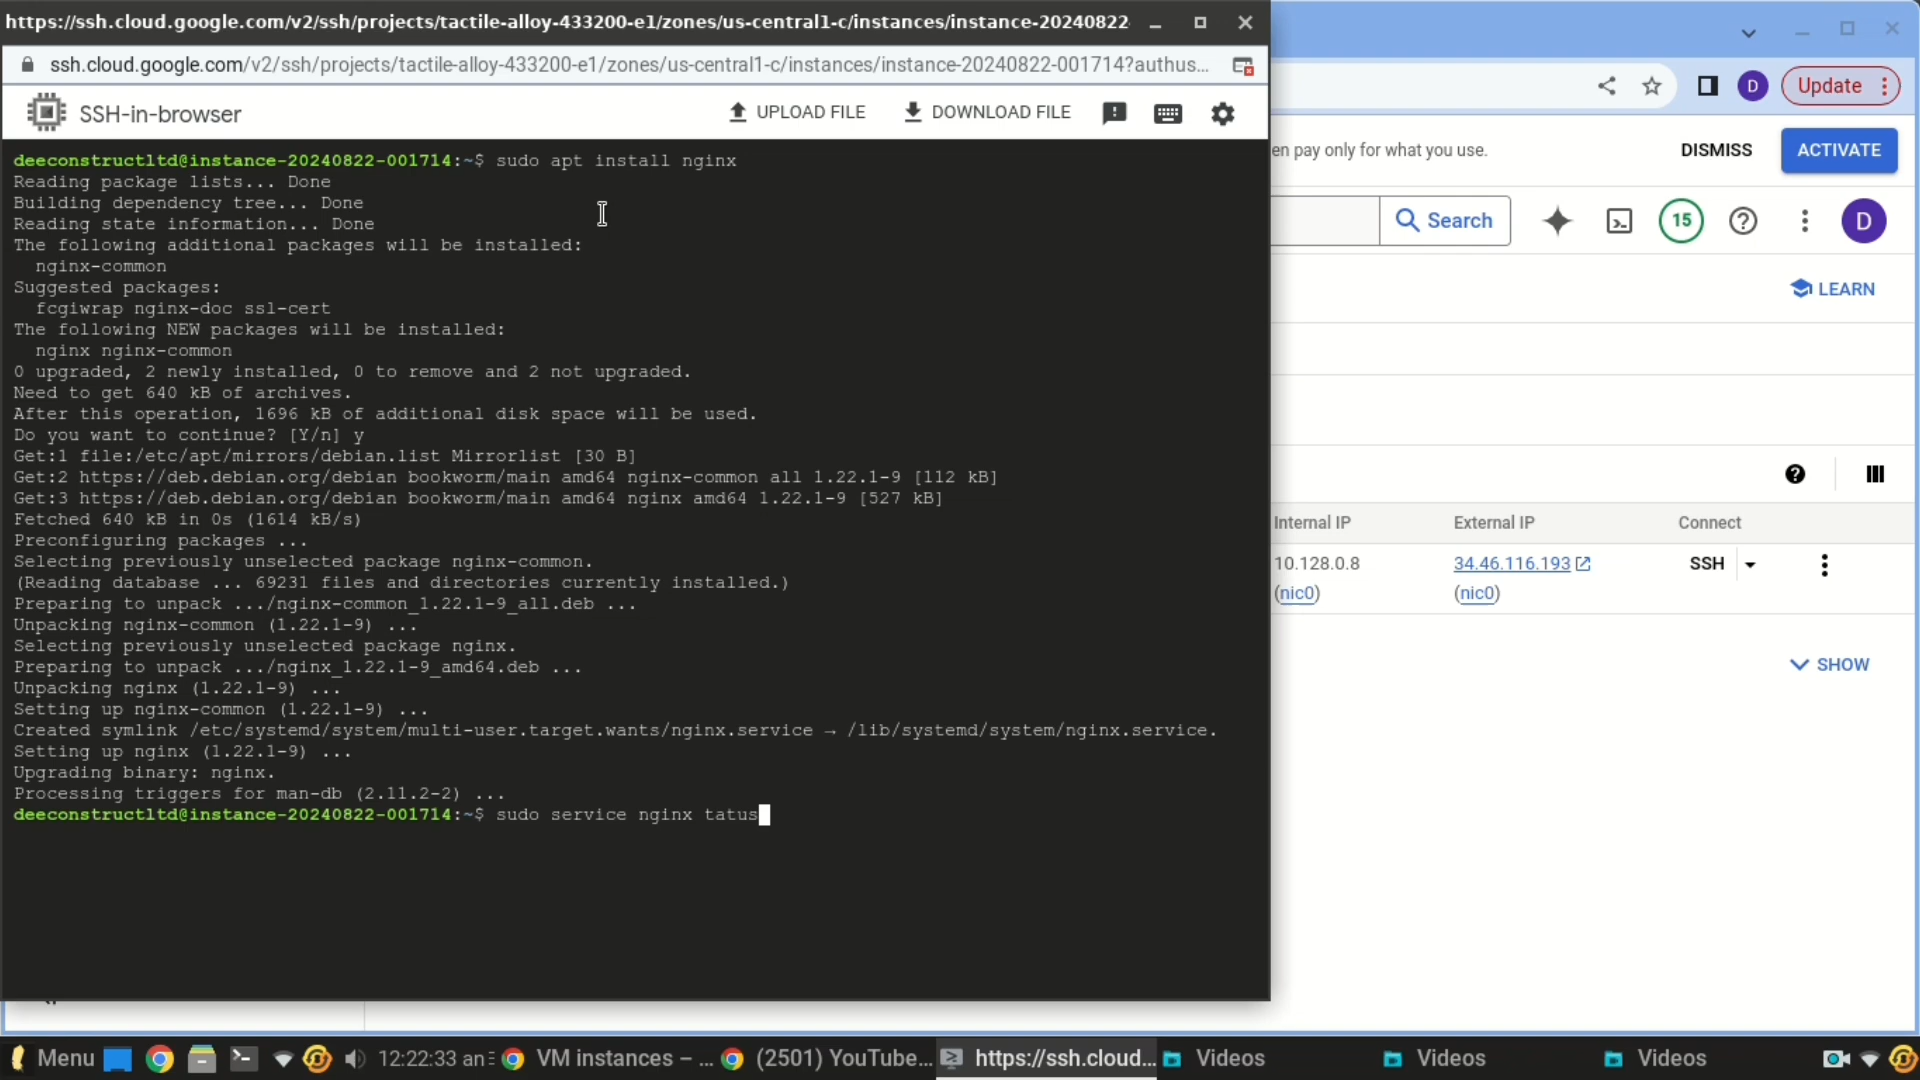 https://ssh.cloud.google.com/v2/ssh/projects/tactile-alloy-433200-e1/zones/us-central1-c/instances/instance-20240822
ssh.cloud.google.com/v2/ssh/projects/tactile-alloy-433200-e1/zones/us-central1-c/instances/instance-20240822-001714?authus...
D
Update
SSH-in-browser
UPLOAD FILE
DOWNLOAD FILE
en pay only for what you use.
DISMISS
ACTIVATE
Search
15
D
LEARN
deeconstructltd@instance-20240822-001714:~$ sudo apt install nginx
Reading package lists... Done
Building dependency tree... Done
Reading state information... Done
The following additional packages will be installed:
nginx-common
Suggested packages:
fcgiwrap nginx-doc ssl-cert
The following NEW packages will be installed:
nginx nginx-common
0 upgraded, 2 newly installed, 0 to remove and 2 not upgraded.
Need to get 640 kB of archives.
After this operation, 1696 kB of additional disk space will be used.
Do you want to continue? [Y/n] y
Get:1 file:/etc/apt/mirrors/debian.list Mirrorlist [30 B]
Get:2 https://deb.debian.org/debian bookworm/main amd64 nginx-common all 1.22.1-9 [112 kB]
Get:3 https://deb.debian.org/debian bookworm/main amd64 nginx amd64 1.22.1-9 [527 kB]
Fetched 640 kB in 0s (1614 kB/s)
Preconfiguring packages ...
Selecting previously unselected package nginx-common.
(Reading database ... 69231 files and directories currently installed.)
Preparing to unpack .../nginx-common_1.22.1-9_all.deb ...
Unpacking nginx-common (1.22.1-9) ...
Selecting previously unselected package nginx.
Preparing to unpack .../nginx_1.22.1-9_amd64.deb ...
Unpacking nginx (1.22.1-9) ...
Setting up nginx-common (1.22.1-9) ...
Created symlink /etc/systemd/system/multi-user.target.wants/nginx.service → /lib/systemd/system/nginx.service.
Setting up nginx (1.22.1-9) ...
Upgrading binary: nginx.
Processing triggers for man-db (2.11.2-2) ...
deeconstructltd@instance-20240822-001714:~$ sudo service nginx tatus
Internal IP External IP Connect
10.128.0.8 34.46.116.193 SSH
(nic0) (nic0)
SHOW
Menu 12:22:33 an VM instances – ... (2501) YouTube... https://ssh.cloud... Videos Videos Videos